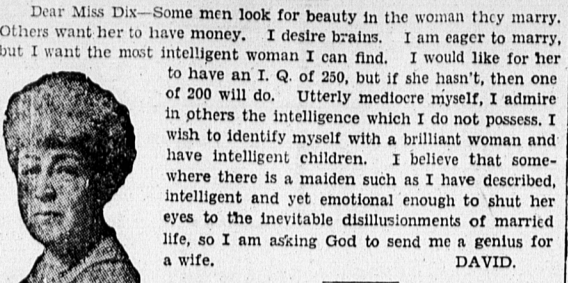 Dear Miss Dix—Some men look for beauty in the woman they marry.
Others want her to have money. I desire brains. I am eager to marry,
but I want the most intelligent woman I can find. I would like for her
to have an I. Q. of 250, but if she hasn't, then one
of 200 will do. Utterly mediocre myself, I admire
in others the intelligence which I do not possess. I
wish to identify myself with a brilliant woman and
have intelligent children. I believe that some-
where there is a maiden such as I have described,
intelligent and yet emotional enough to shut her
eyes to the inevitable disillusionments of married
life, so I am asking God to send me a genius for
a wife. DAVID.